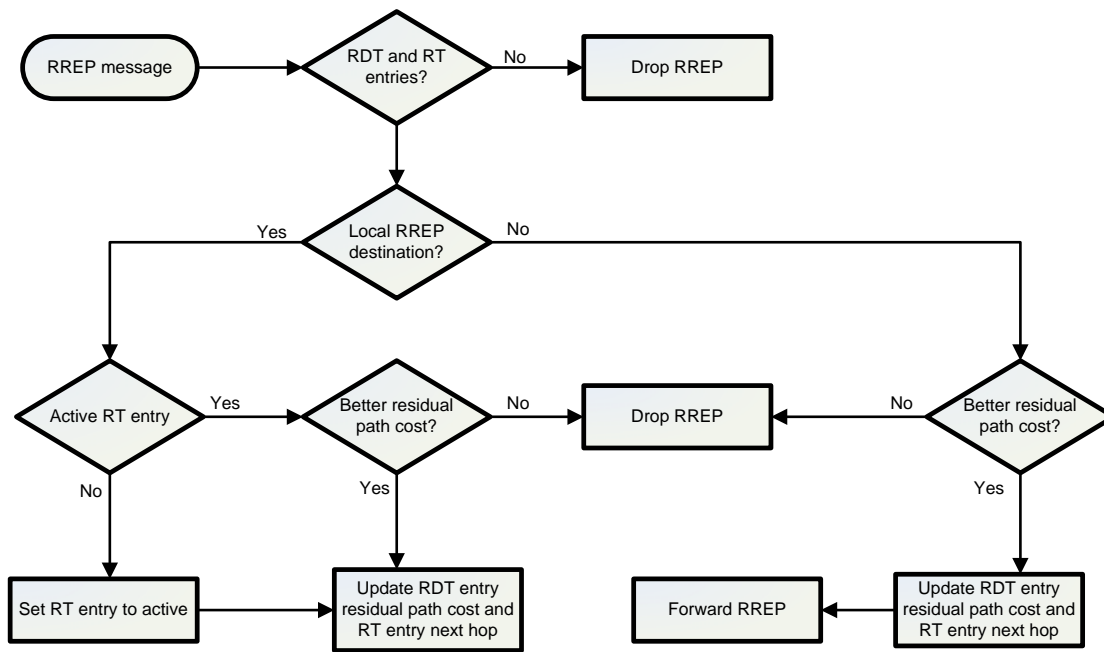 RREP message
RDT and RT
entries?
No
Drop RREP
Local RREP
destination?
Yes
No
Active RT entry
Yes
Better residual
path cost?
No
Drop RREP
No
Better residual
path cost?
No
Yes
Yes
Set RT entry to active
Update RDT entry
residual path cost and
RT entry next hop
Forward RREP
Update RDT entry
residual path cost and
RT entry next hop